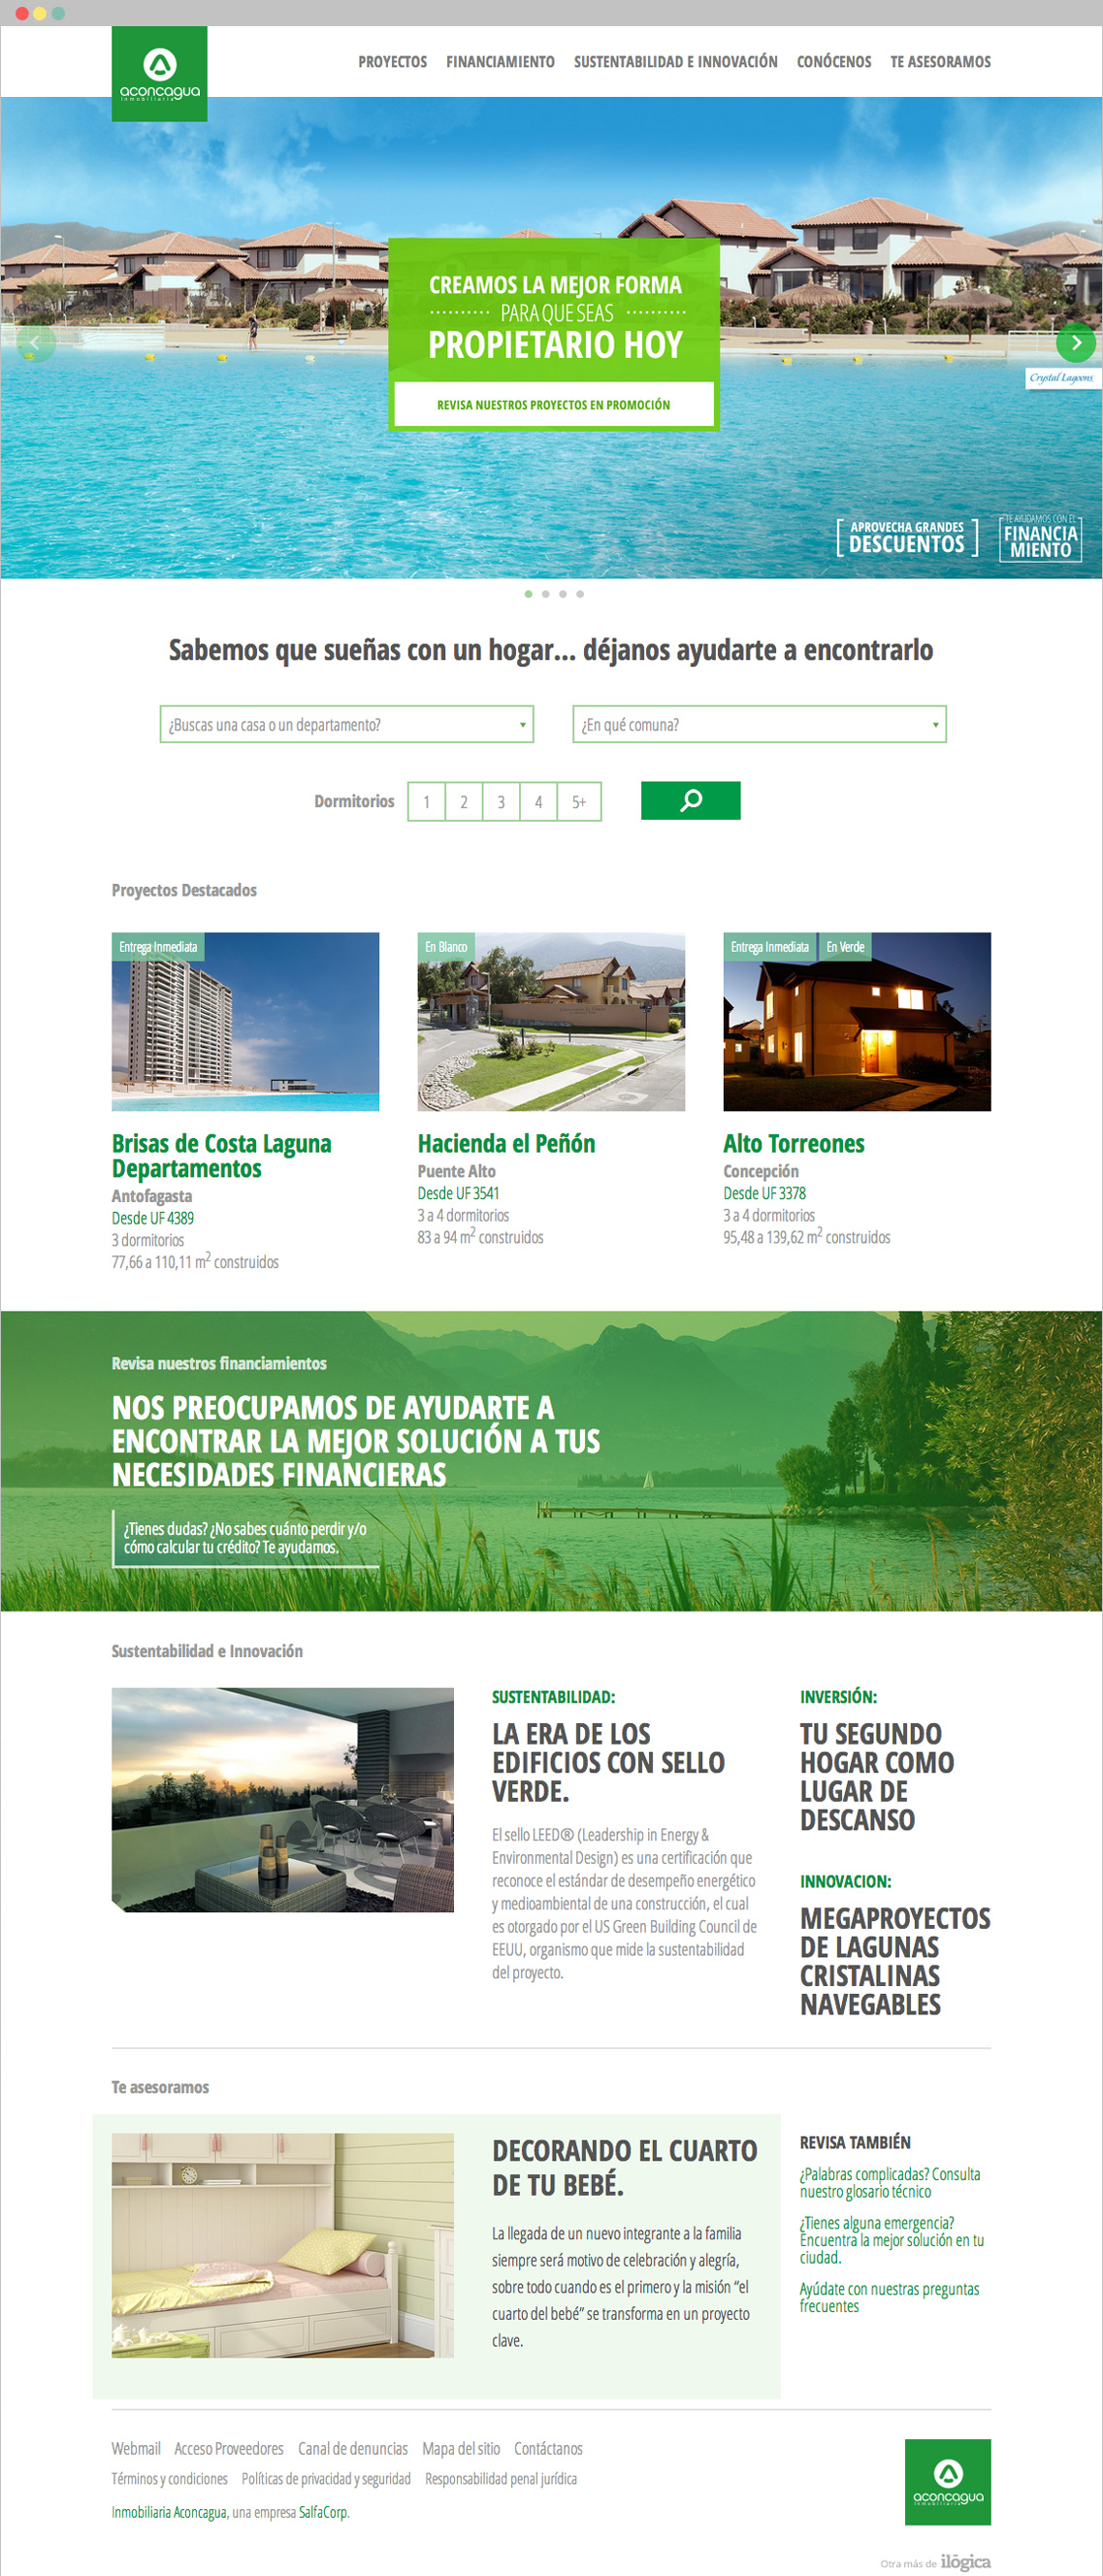 aconcagua
inmobiliaria
PROYECTOS FINANCIAMIENTO SUSTENTABILIDAD E INNOVACIÓN CONÓCENOS TE ASESORAMOS
CREAMOS LA MEJOR FORMA
PARA QUE SEAS
PROPIETARIO HOY
REVISA NUESTROS PROYECTOS EN PROMOCIÓN
Crystal Lagoons
APROVECHA GRANDES
DESCUENTOS
TE AYUDAMOS CON EL
FINANCIA
MIENTO
Sabemos que sueñas con un hogar... déjanos ayudarte a encontrarlo
¿Buscas una casa o un departamento? ¿En qué comuna?
Dormitorios 1 2 3 4 5+
Proyectos Destacados
Entrega Inmediata
Brisas de Costa Laguna
Departamentos
Antofagasta
Desde UF 4389
3 dormitorios
77,66 a 110,11 m² construidos
En Blanco
Hacienda el Peñón
Puente Alto
Desde UF 3541
3 a 4 dormitorios
83 a 94 m² construidos
Entrega Inmediata En Verde
Alto Torreones
Concepción
Desde UF 3378
3 a 4 dormitorios
95,48 a 139,62 m² construidos
Revisa nuestros financiamientos
NOS PREOCUPAMOS DE AYUDARTE A
ENCONTRAR LA MEJOR SOLUCIÓN A TUS
NECESIDADES FINANCIERAS
¿Tienes dudas? ¿No sabes cuánto perdir y/o
cómo calcular tu crédito? Te ayudamos.
Sustentabilidad e Innovación
SUSTENTABILIDAD:
LA ERA DE LOS
EDIFICIOS CON SELLO
VERDE.
El sello LEED® (Leadership in Energy &
Environmental Design) es una certificación que
reconoce el estándar de desempeño energético
y medioambiental de una construcción, el cual
es otorgado por el US Green Building Council de
EEUU, organismo que mide la sustentabilidad
del proyecto.
INVERSIÓN:
TU SEGUNDO
HOGAR COMO
LUGAR DE
DESCANSO
INNOVACION:
MEGAPROYECTOS
DE LAGUNAS
CRISTALINAS
NAVEGABLES
Te asesoramos
DECORANDO EL CUARTO
DE TU BEBÉ.
La llegada de un nuevo integrante a la familia
siempre será motivo de celebración y alegría,
sobre todo cuando es el primero y la misión “el
cuarto del bebé” se transforma en un proyecto
clave.
REVISA TAMBIÉN
¿Palabras complicadas? Consulta
nuestro glosario técnico
¿Tienes alguna emergencia?
Encuentra la mejor solución en tu
ciudad.
Ayúdate con nuestras preguntas
frecuentes
Webmail Acceso Proveedores Canal de denuncias Mapa del sitio Contáctanos
Términos y condiciones Políticas de privacidad y seguridad Responsabilidad penal jurídica
Inmobiliaria Aconcagua, una empresa SalfaCorp.
aconcagua
inmobiliaria
Otra más de ilógica